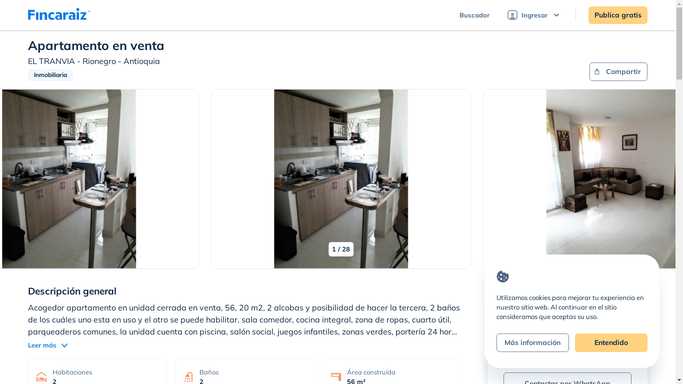 Fincaraiz
Buscador
Ingresar
Publica gratis
Apartamento en venta
EL TRANVIA - Rionegro - Antioquia
Inmobiliaria
Compartir
1 / 28
Descripción general
Acogedor apartamento en unidad cerrada en venta, 56, 20 m2, 2 alcobas y posibilidad de hacer la tercera, 2 baños
de los cuáles uno esta en uso y el otro se puede habilitar, sala comedor, cocina integral, zona de ropas, cuarto útil,
parqueaderos comunes, la unidad cuenta con piscina, salón social, juegos infantiles, zonas verdes, portería 24 hor...
Leer más
Habitaciones
2
Baños
2
Área construida
56 m²
Utilizamos cookies para mejorar tu experiencia en
nuestro sitio web. Al continuar en el sitio
consideramos que aceptas su uso.
Más información
Entendido
Contactar por WhatsApp